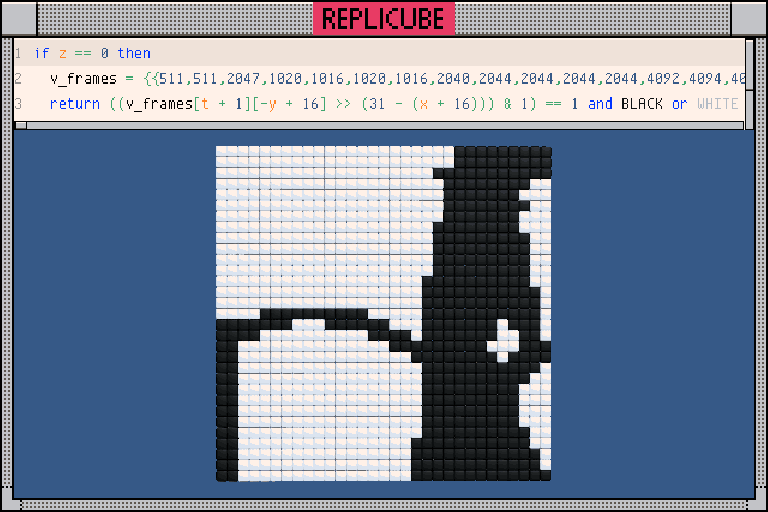 REPLICUBE
1 if z == 0 then
2 v_frames = {{511,511,2047,1020,1016,1020,1016,2040,2044,2044,2044,2044,4092,4094,40
3 return ((v_frames[t + 1][-y + 16] >> (31 - (x + 16))) & 1) == 1 and BLACK or WHITE